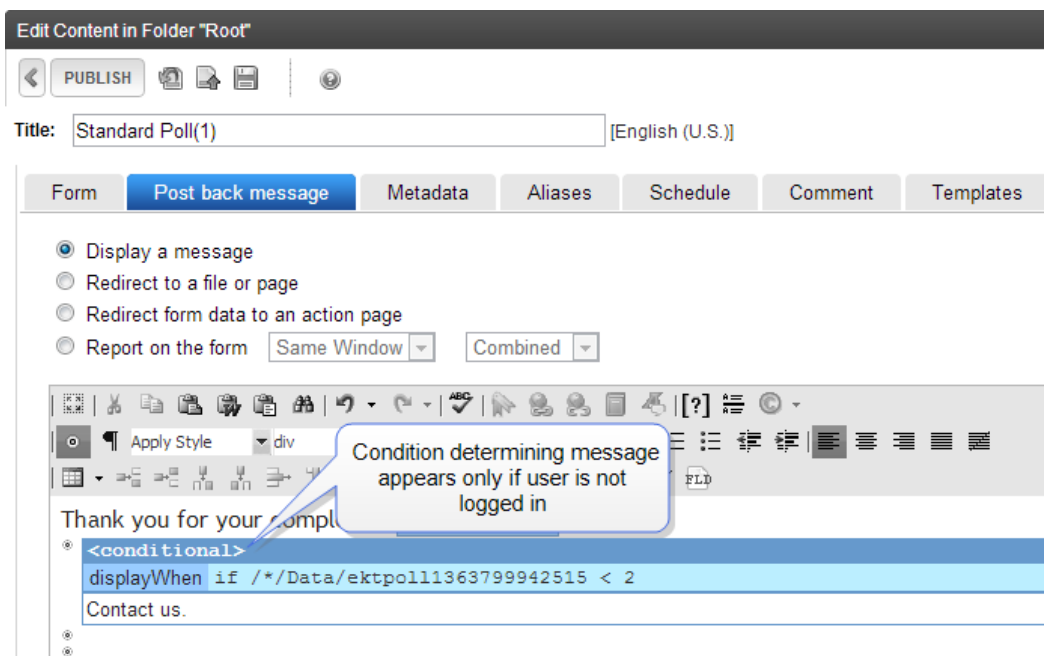 Edit Content in Folder "Root"
PUBLISH
Title: Standard Poll(1) [English (U.S.)]
Form Post back message Metadata Aliases Schedule Comment Templates
Display a message
Redirect to a file or page
Redirect form data to an action page
Report on the form Same Window Combined
ABC [?] ©
Apply Style div
FLD
Condition determining message
appears only if user is not
logged in
Thank you for your compl
<conditional>
displayWhen if /*/Data/ektpoll1363799942515 < 2
Contact us.